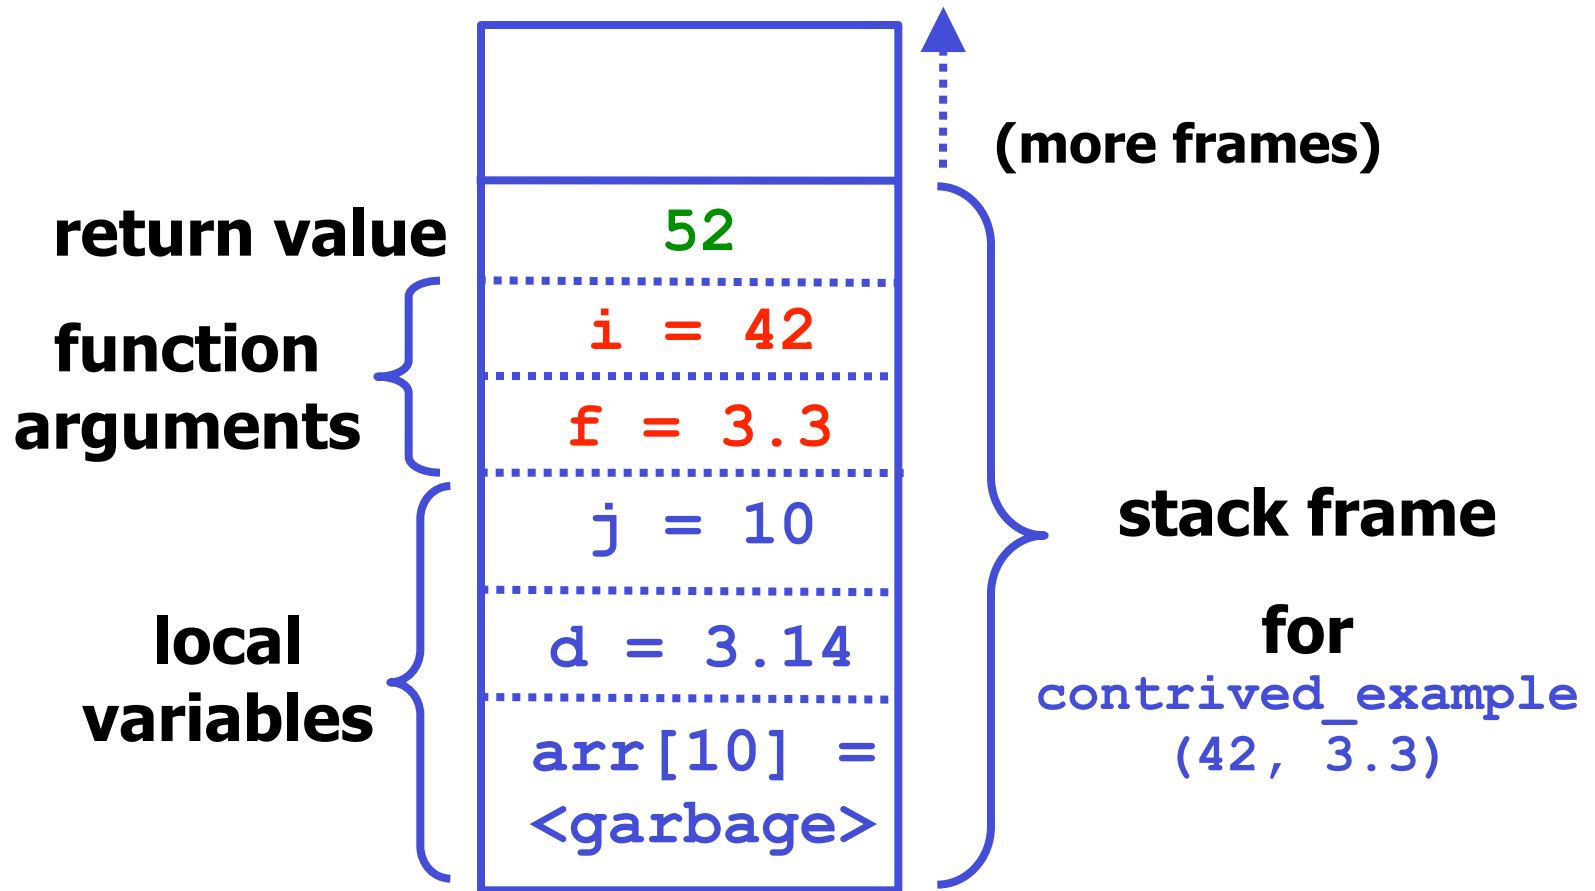 (more frames)
return value
52
function
arguments
i = 42
f = 3.3
local
variables
j = 10
d = 3.14
arr[10] =
<garbage>
stack frame
for
contrived_example
(42, 3.3)